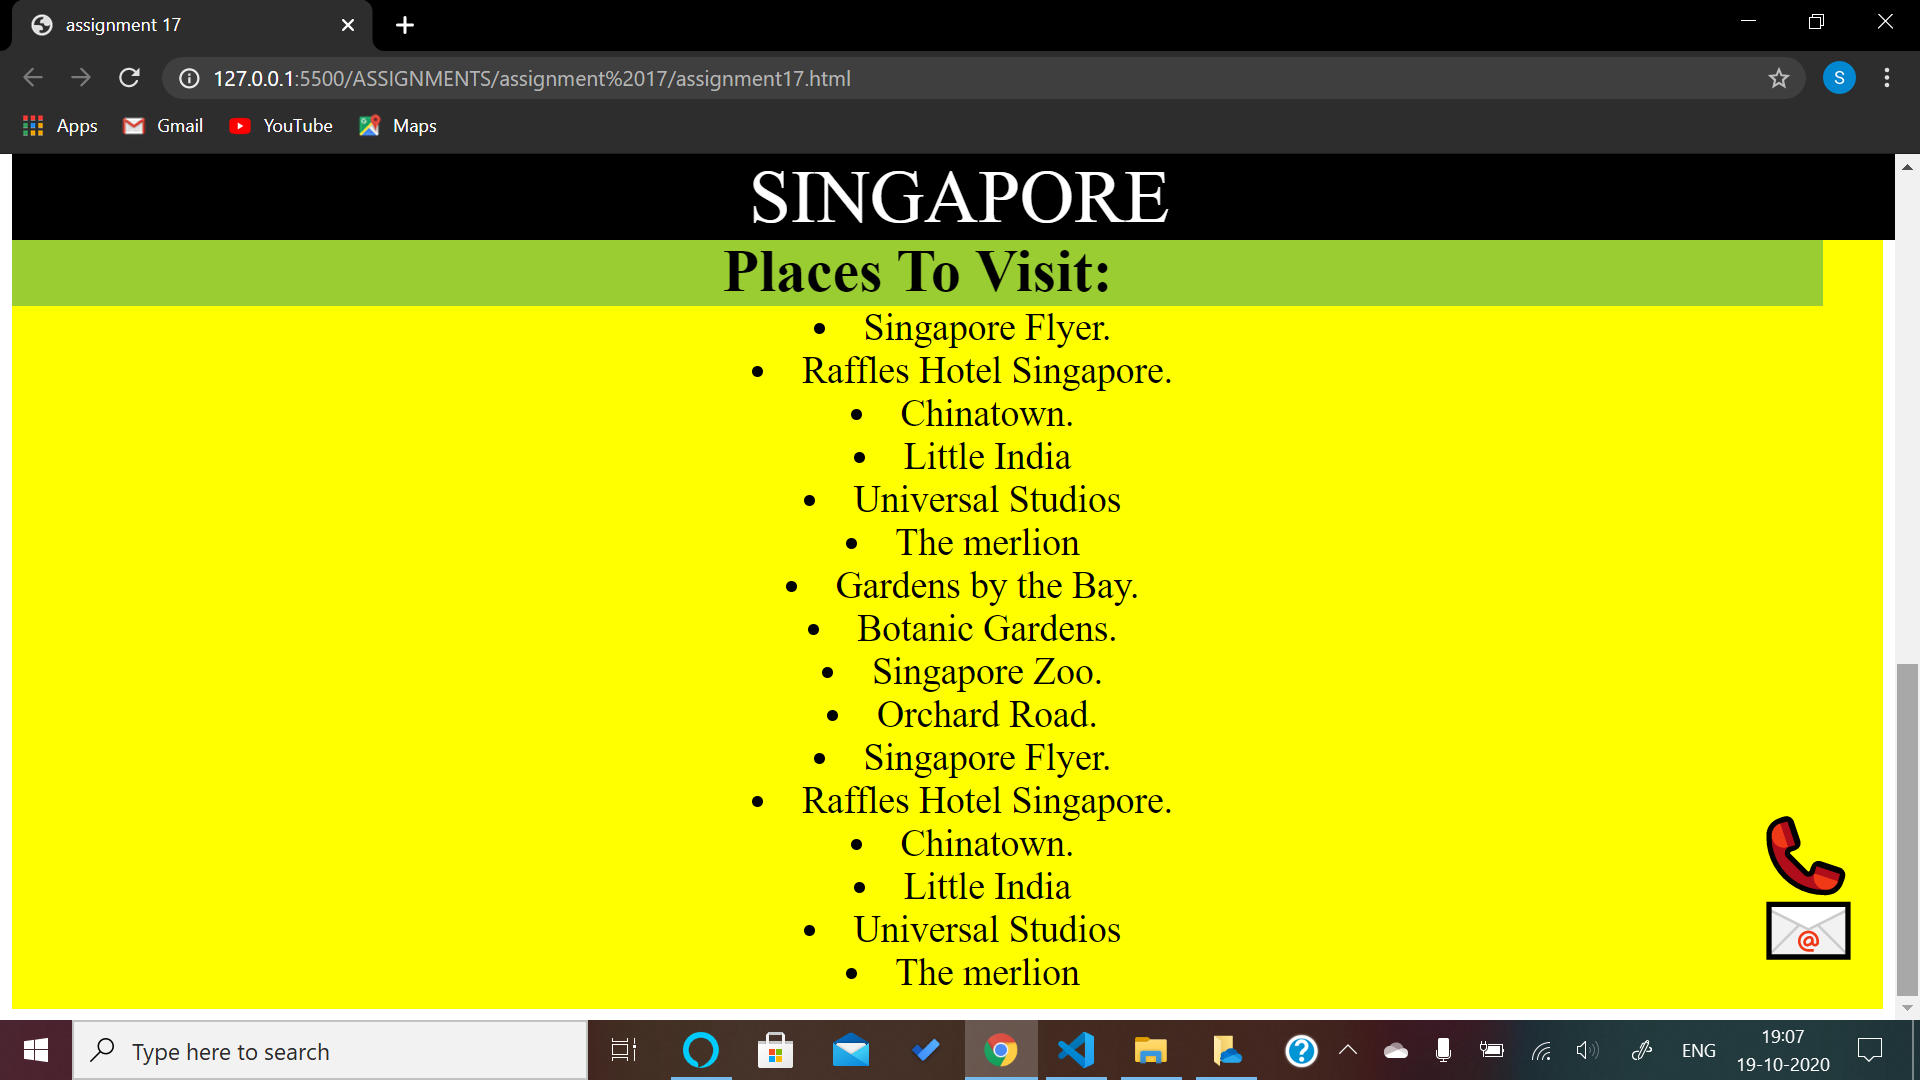 assignment 17
127.0.0.1:5500/ASSIGNMENTS/assignment%2017/assignment17.html
S
Apps
Gmail
YouTube
Maps
SINGAPORE
Places To Visit:
Singapore Flyer.
Raffles Hotel Singapore.
Chinatown.
Little India
Universal Studios
The merlion
Gardens by the Bay.
Botanic Gardens.
Singapore Zoo.
Orchard Road.
Singapore Flyer.
Raffles Hotel Singapore.
Chinatown.
Little India
Universal Studios
The merlion
@
Type here to search
ENG
19:07
19-10-2020